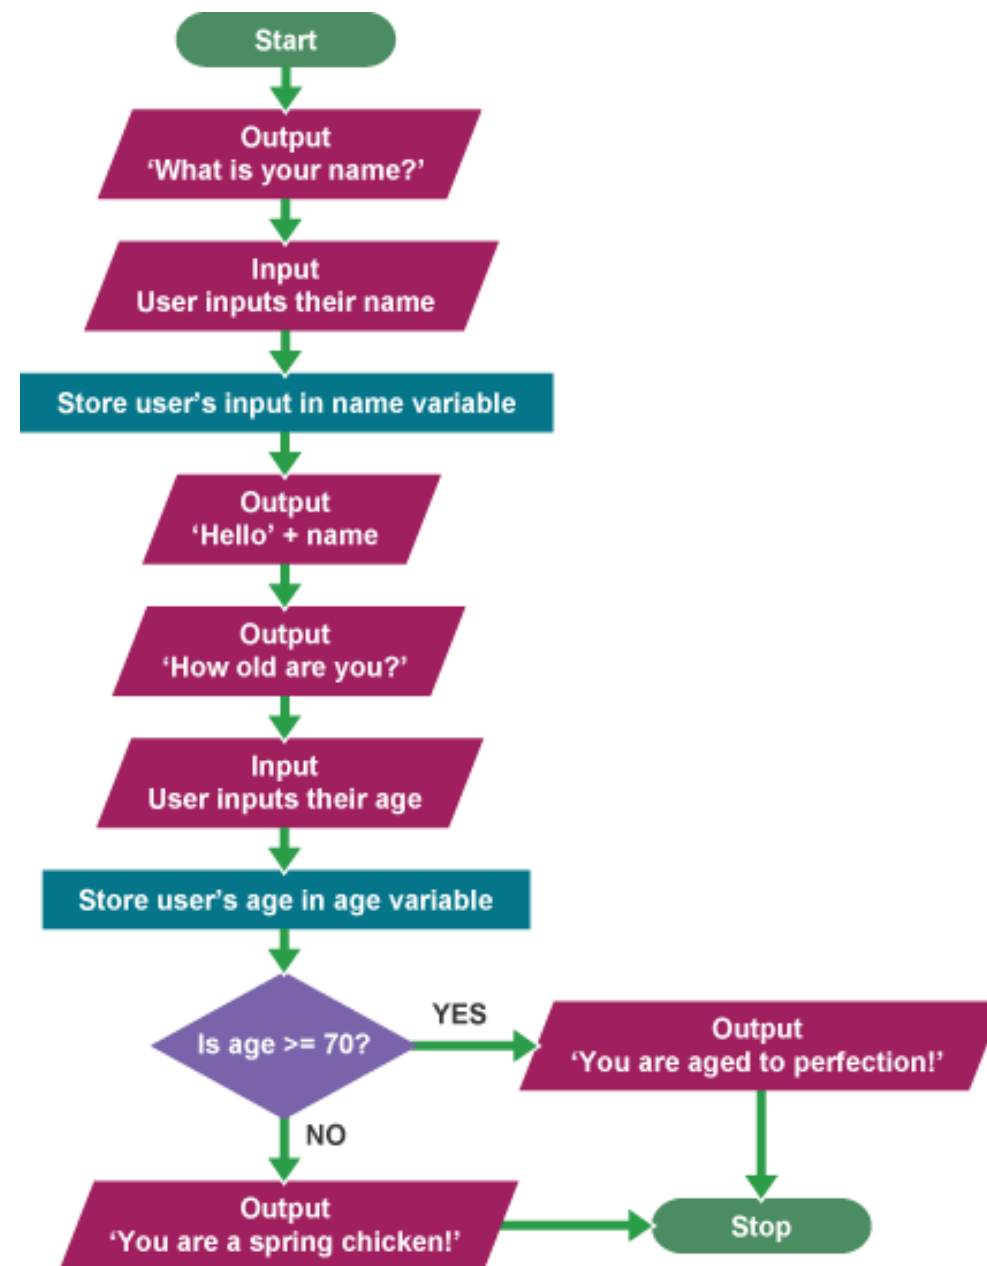 Start
Output
‘What is your name?’
Input
User inputs their name
Store user’s input in name variable
Output
‘Hello’ + name
Output
‘How old are you?’
Input
User inputs their age
Store user’s age in age variable
Is age >= 70?
YES
Output
‘You are aged to perfection!’
NO
Output
‘You are a spring chicken!’
Stop